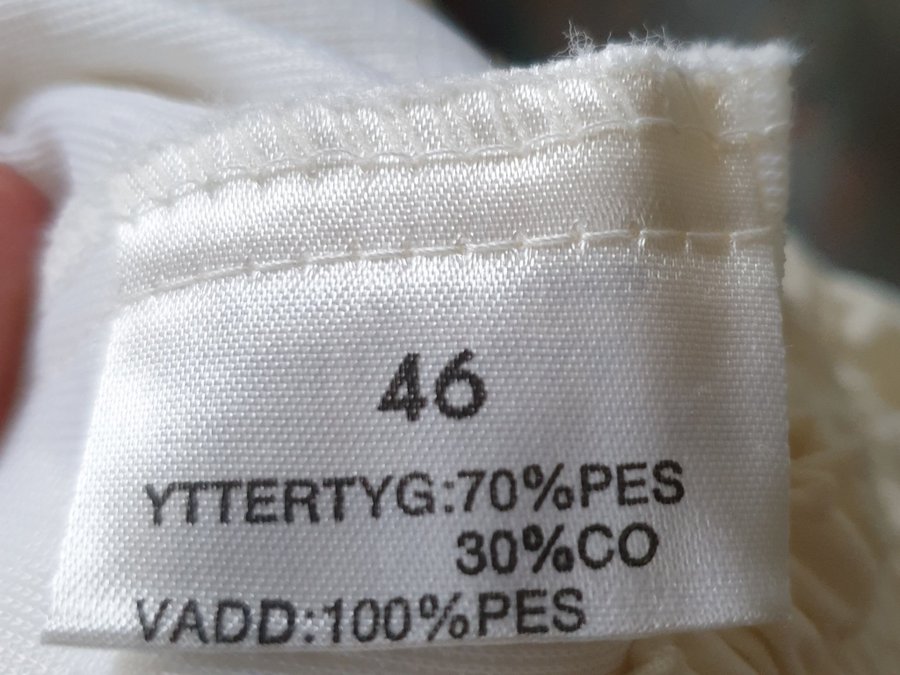 46
YTTERTYG:70%PES
30%CO
VADD:100%PES